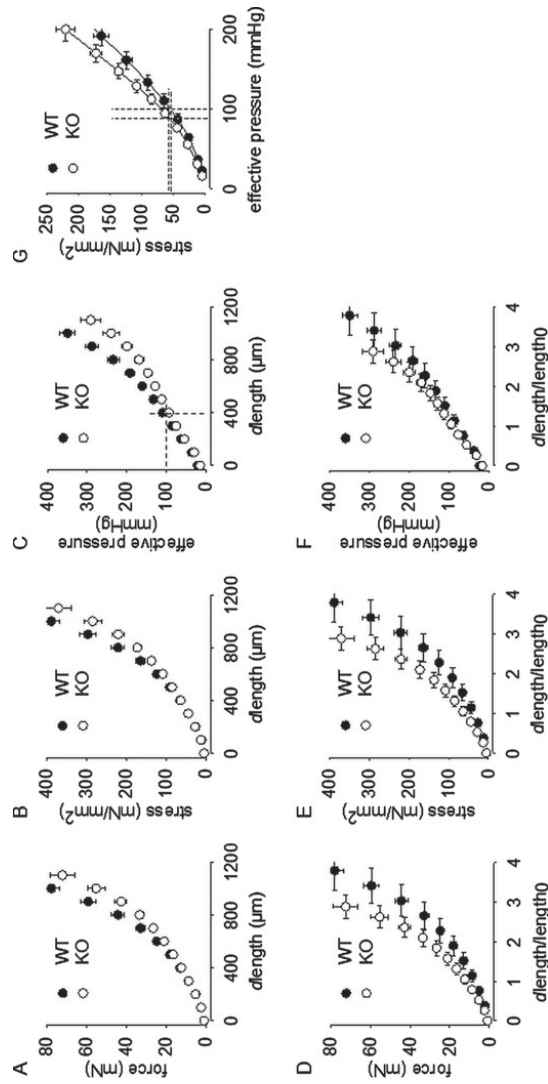 A
80
60
40
20
0
force (mN)
WT
KO
0
400
800
1200
dlength (µm)
B
400
300
200
100
0
stress (mN/mm²)
WT
KO
0
400
800
1200
dlength (µm)
C
400
300
200
100
0
effective pressure
(mmHg)
WT
KO
0
400
800
1200
dlength (µm)
G
250
200
150
100
50
0
stress (mN/mm²)
WT
KO
0
100
200
effective pressure (mmHg)
D
80
60
40
20
0
force (mN)
WT
KO
0
1
2
3
4
dlength/length0
E
400
300
200
100
0
stress (mN/mm²)
WT
KO
0
1
2
3
4
dlength/length0
F
400
300
200
100
0
effective pressure
(mmHg)
WT
KO
0
1
2
3
4
dlength/length0